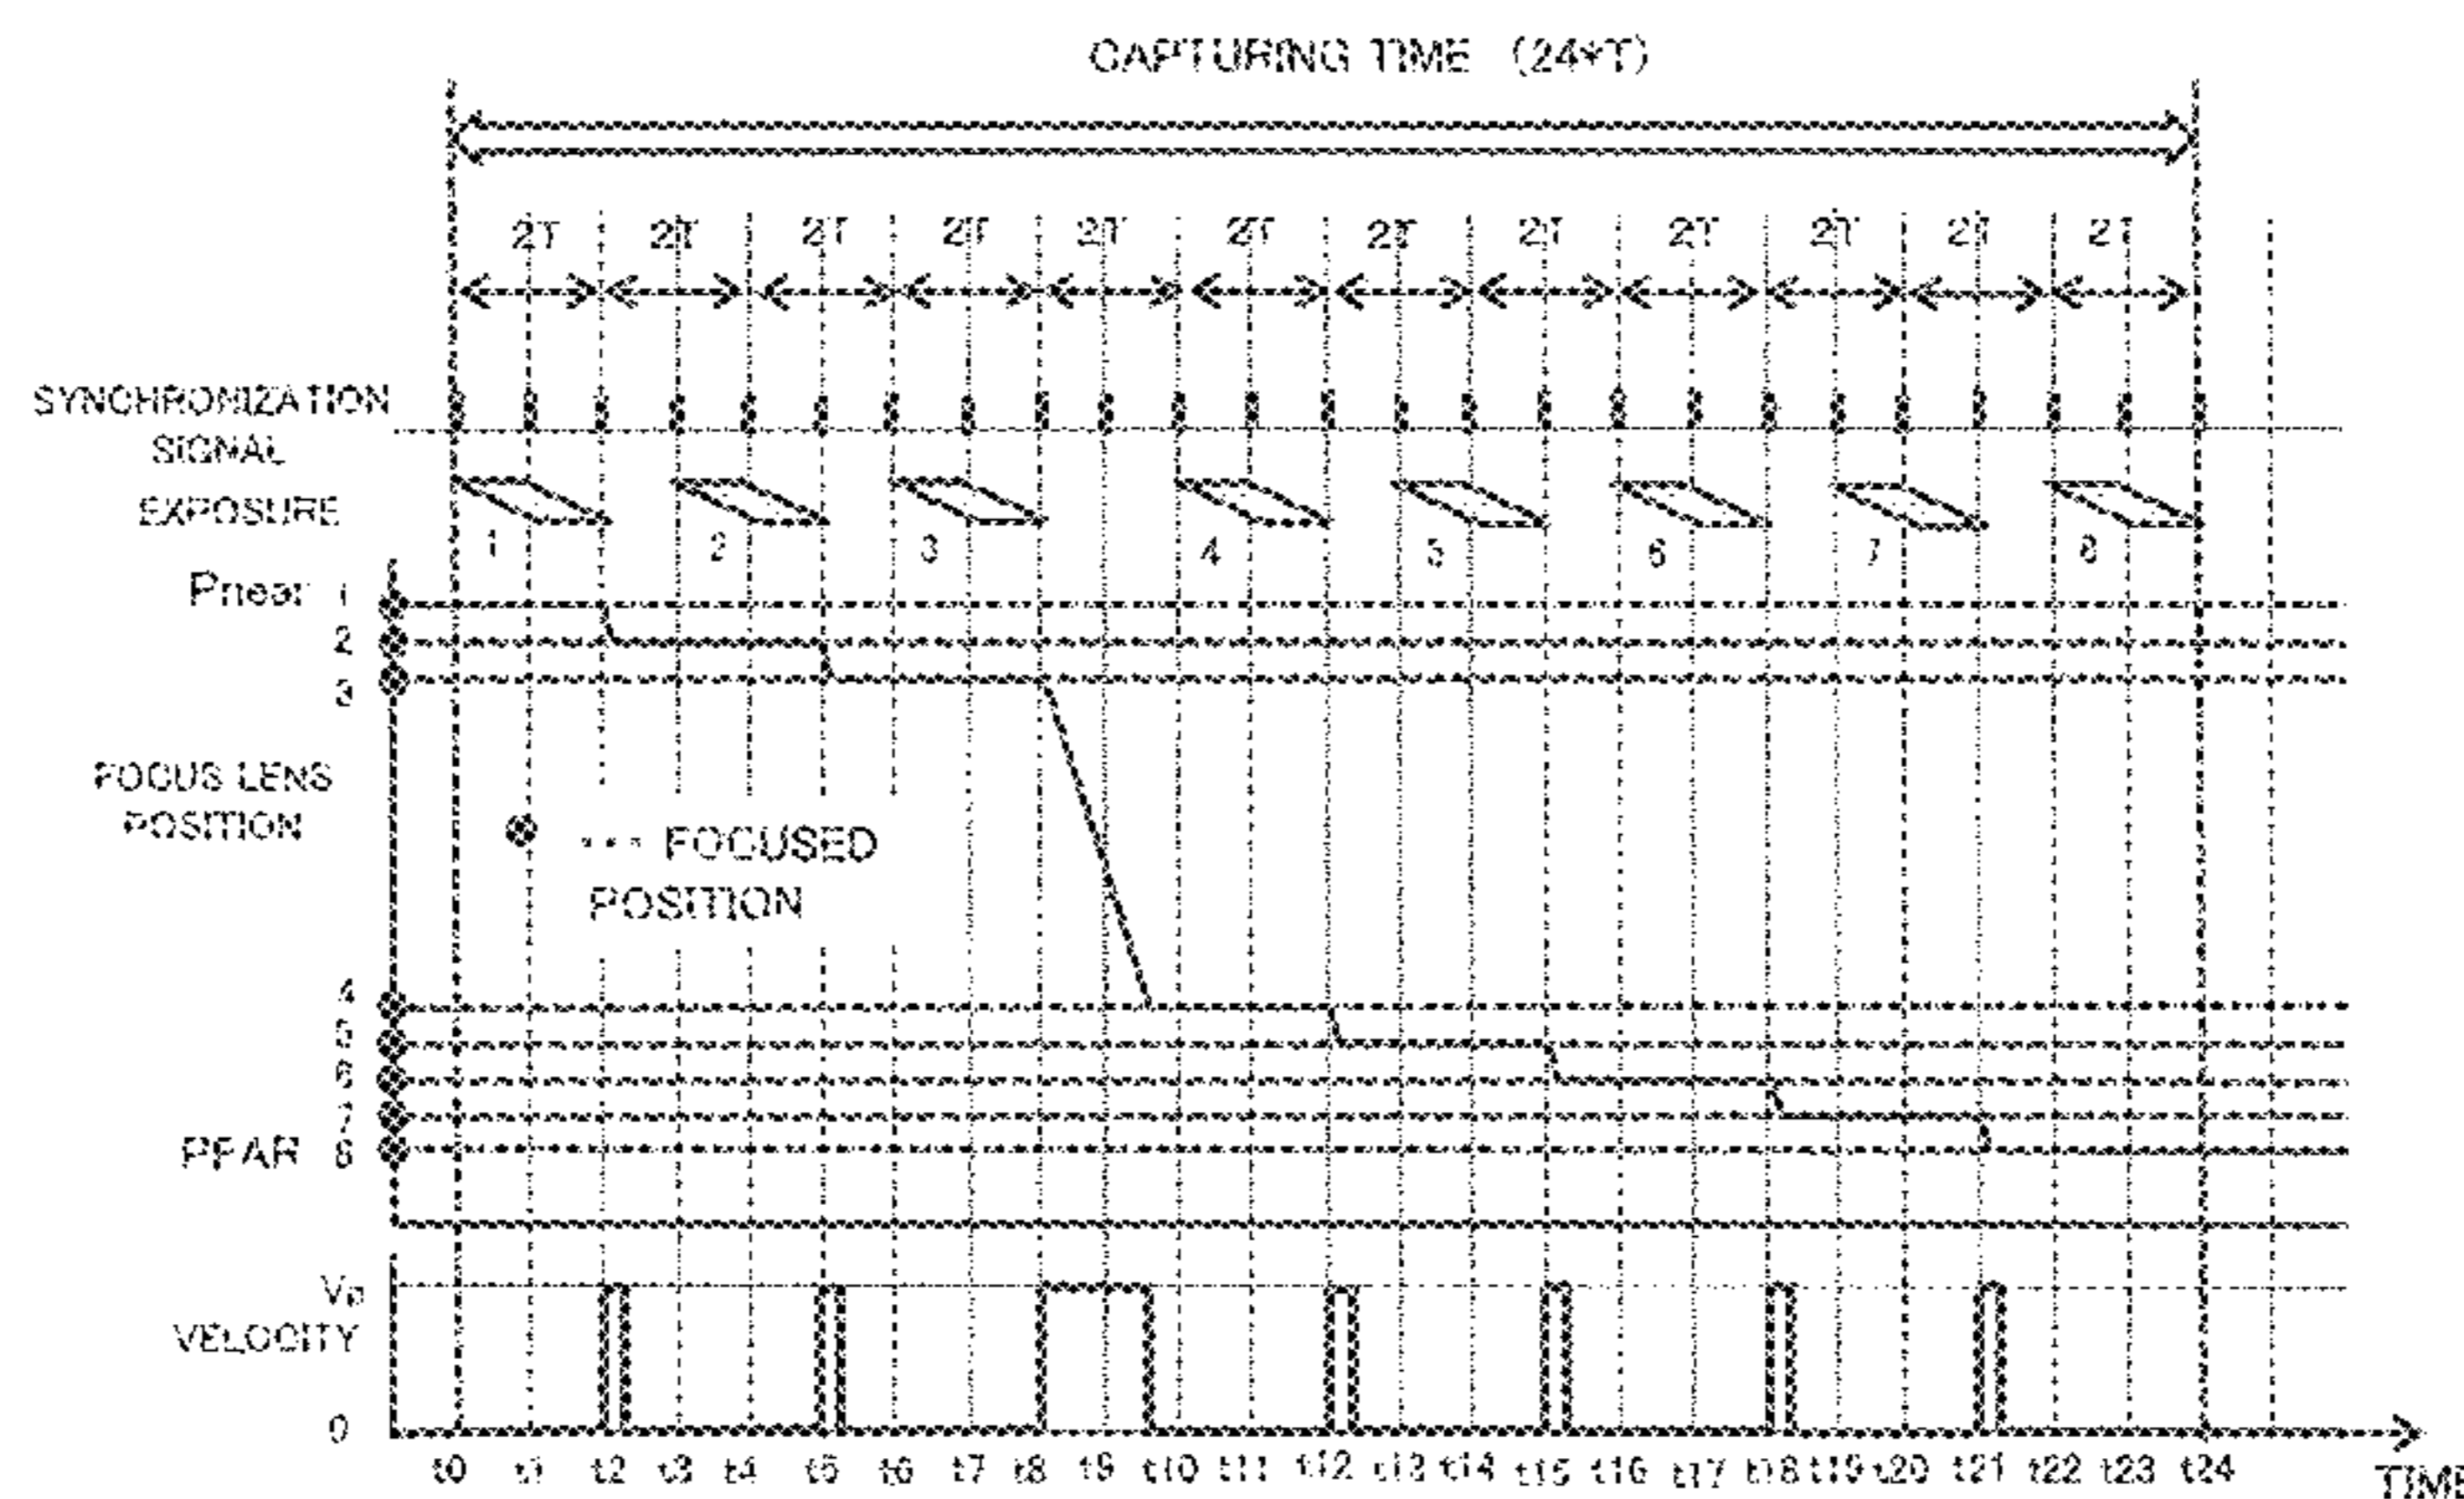 CAPTURING TIME (24*T)
2T 2T 2T 2T 2T 2T 2T 2T 2T 2T 2T 2T
SYNCHRONIZATION
SIGNAL
EXPOSURE
1 2 3 4 5 6 7 8
Pnear 1
2
3
FOCUS LENS
POSITION
--- FOCUSED
POSITION
4
5
6
7
PFAR 8
Vp
VELOCITY
0
t0 t1 t2 t3 t4 t5 t6 t7 t8 t9 t10 t11 t12 t13 t14 t15 t16 t17 t18 t19 t20 t21 t22 t23 t24
TIME